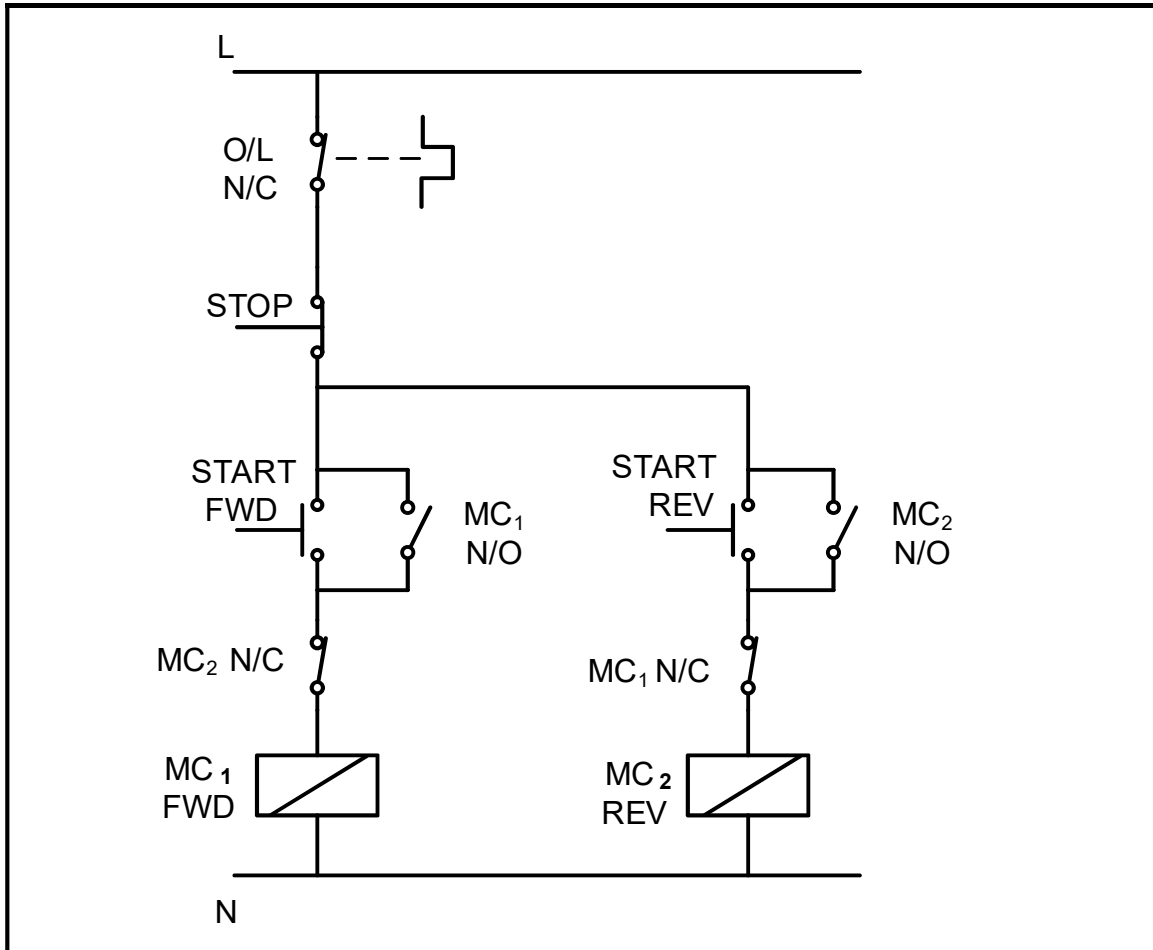 L
O/L
N/C
STOP
START
FWD
MC₁
N/O
START
REV
MC₂
N/O
MC₂ N/C
MC₁ N/C
MC₁
FWD
MC₂
REV
N